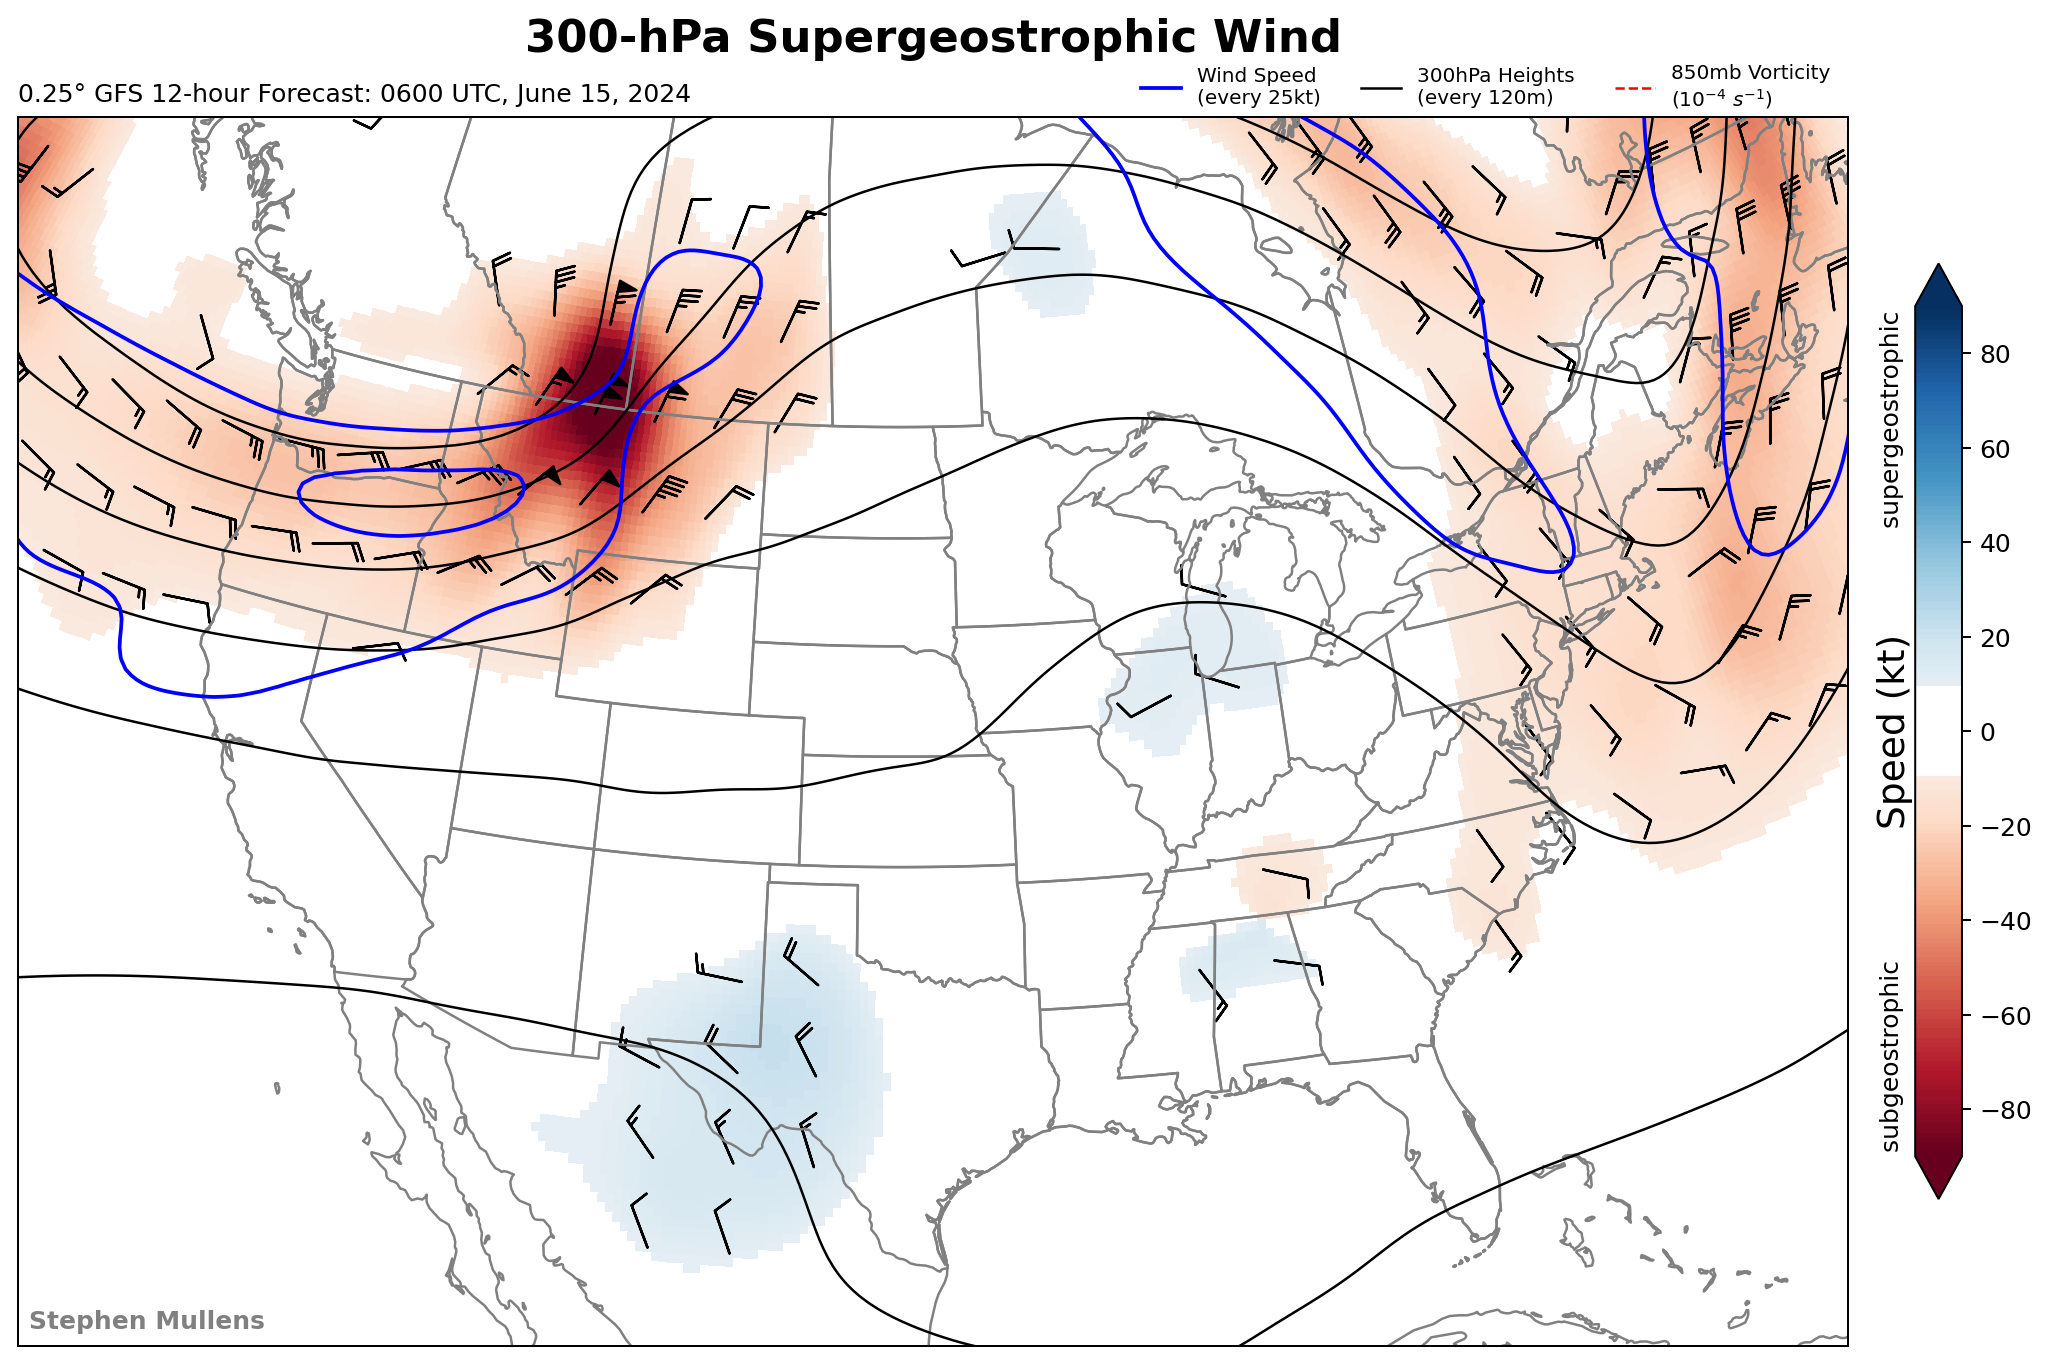 300-hPa Supergeostrophic Wind
0.25° GFS 12-hour Forecast: 0600 UTC, June 15, 2024
Wind Speed
(every 25kt)
300hPa Heights
(every 120m)
850mb Vorticity
(10⁻⁴ s⁻¹)
supergeostrophic
Speed (kt)
subgeostrophic
80
60
40
20
0
−20
−40
−60
−80
Stephen Mullens